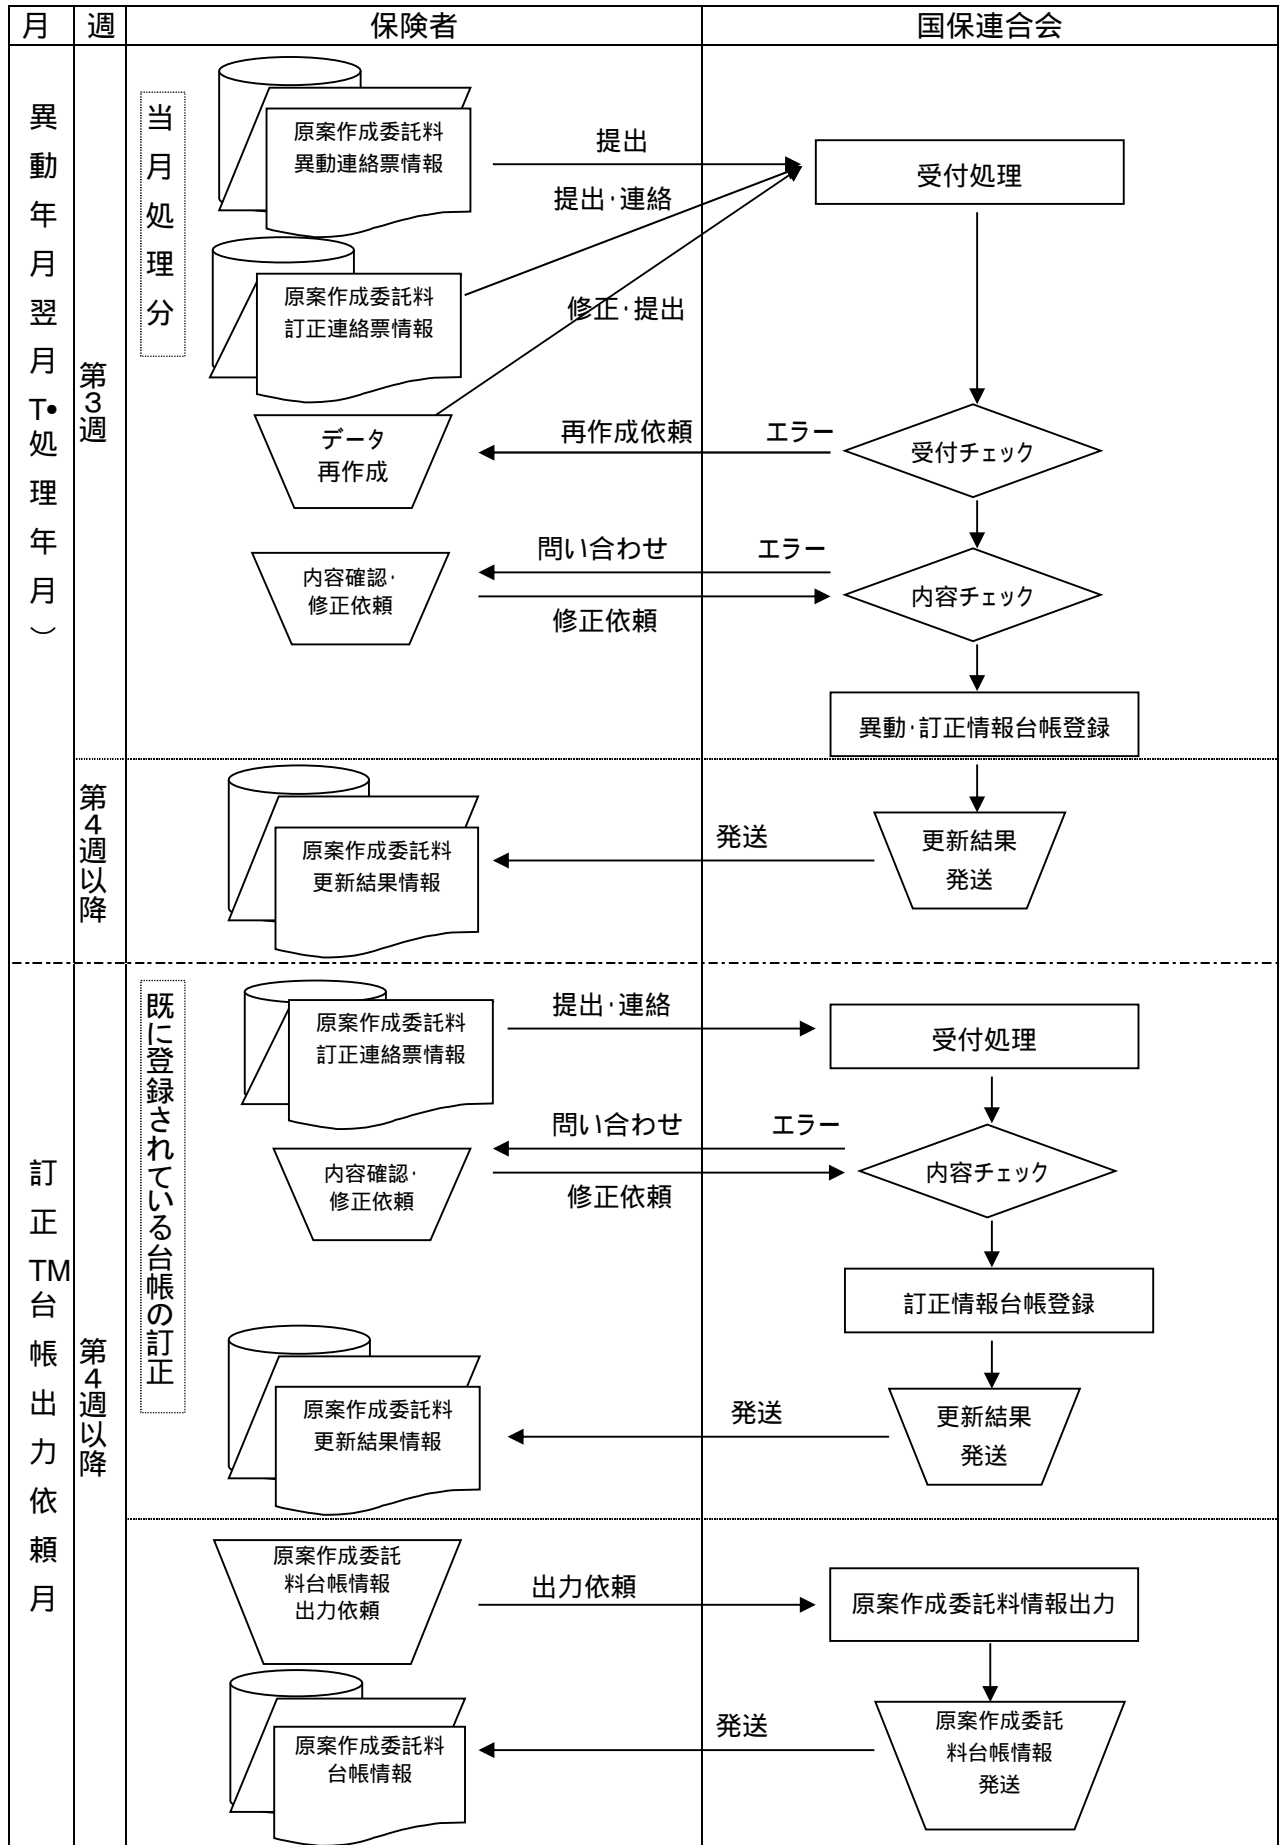 月 週 保険者 国保連合会
異動年月翌月T•処理年月）
第3週
当月処理分
原案作成委託料
異動連絡票情報
提出
受付処理
提出・連絡
原案作成委託料
訂正連絡票情報
修正・提出
データ
再作成
再作成依頼
エラー
受付チェック
問い合わせ
エラー
内容確認・
修正依頼
修正依頼
内容チェック
異動・訂正情報台帳登録
第4週以降
原案作成委託料
更新結果情報
発送
更新結果
発送
訂正TM台帳出力依頼月
第4週以降
既に登録されている台帳の訂正
原案作成委託料
訂正連絡票情報
提出・連絡
受付処理
問い合わせ
エラー
内容確認・
修正依頼
修正依頼
内容チェック
訂正情報台帳登録
原案作成委託料
更新結果情報
発送
更新結果
発送
原案作成委託
料台帳情報
出力依頼
出力依頼
原案作成委託料情報出力
原案作成委託料
台帳情報
発送
原案作成委託
料台帳情報
発送